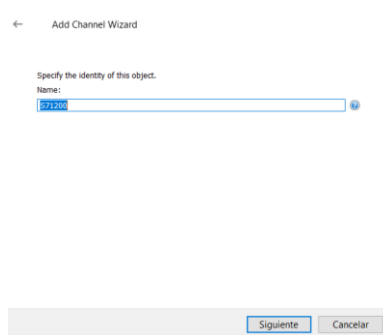 Add Channel Wizard
Specify the identity of this object.
Name:
S71200
Siguiente Cancelar